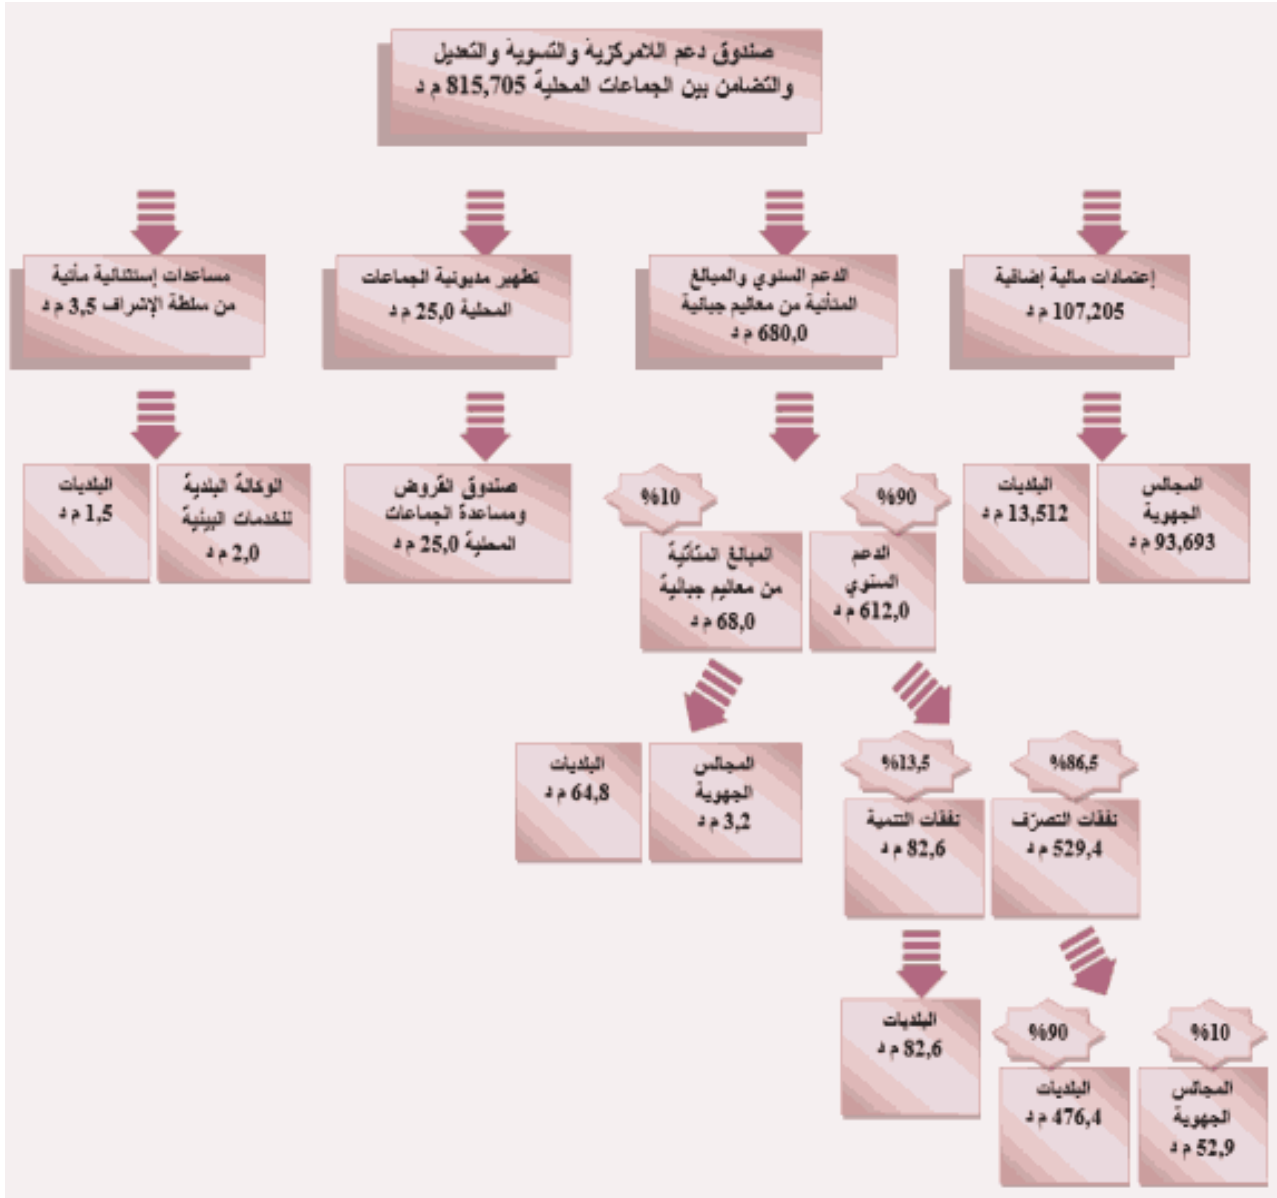 صندوق دعم اللامركزية والتسوية والتعديل
والتضامن بين الجماعات المحلية 815,705 م د
إعتمادات مالية إضافية
107,205 م د
الدعم السنوي والمبالغ
المتأتية من معاليم جبائية
680,0 م د
تطهير مديونية الجماعات
المحلية 25,0 م د
مساعدات إستثنائية مأتية
من سلطة الإشراف 3,5 م د
المجالس
الجهوية
93,693 م د
البلديات
13,512 م د
%90
الدعم
السنوي
612,0 م د
%10
المبالغ المتأتية
من معاليم جبائية
68,0 م د
صندوق القروض
ومساعدة الجماعات
المحلية 25,0 م د
الوكالة البلدية
للخدمات البيئية
2,0 م د
البلديات
1,5 م د
%86,5
نفقات التصرّف
529,4 م د
%13,5
نفقات التنمية
82,6 م د
المجالس
الجهوية
3,2 م د
البلديات
64,8 م د
%10
المجالس
الجهوية
52,9 م د
%90
البلديات
476,4 م د
البلديات
82,6 م د